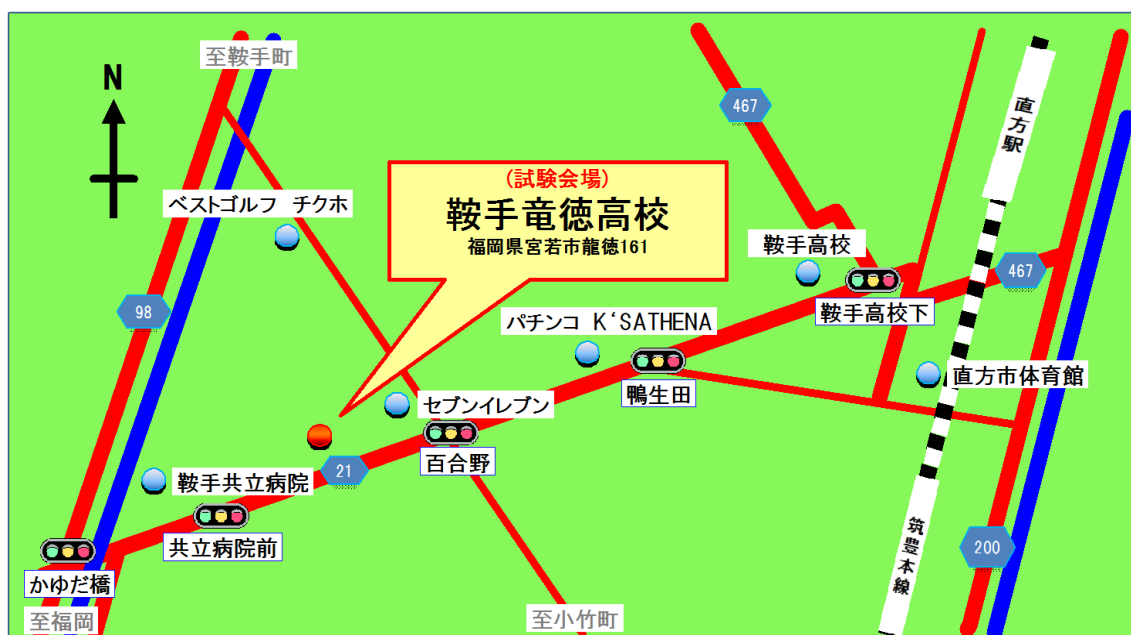 至鞍手町
N
467
直方駅
(試験会場)
鞍手竜徳高校
福岡県宮若市龍徳161
ベストゴルフ チクホ
鞍手高校
467
鞍手高校下
98
パチンコ K‘SATHENA
鴨生田
直方市体育館
セブンイレブン
百合野
21
鞍手共立病院
共立病院前
かゆだ橋
至福岡
至小竹町
筑豊本線
200